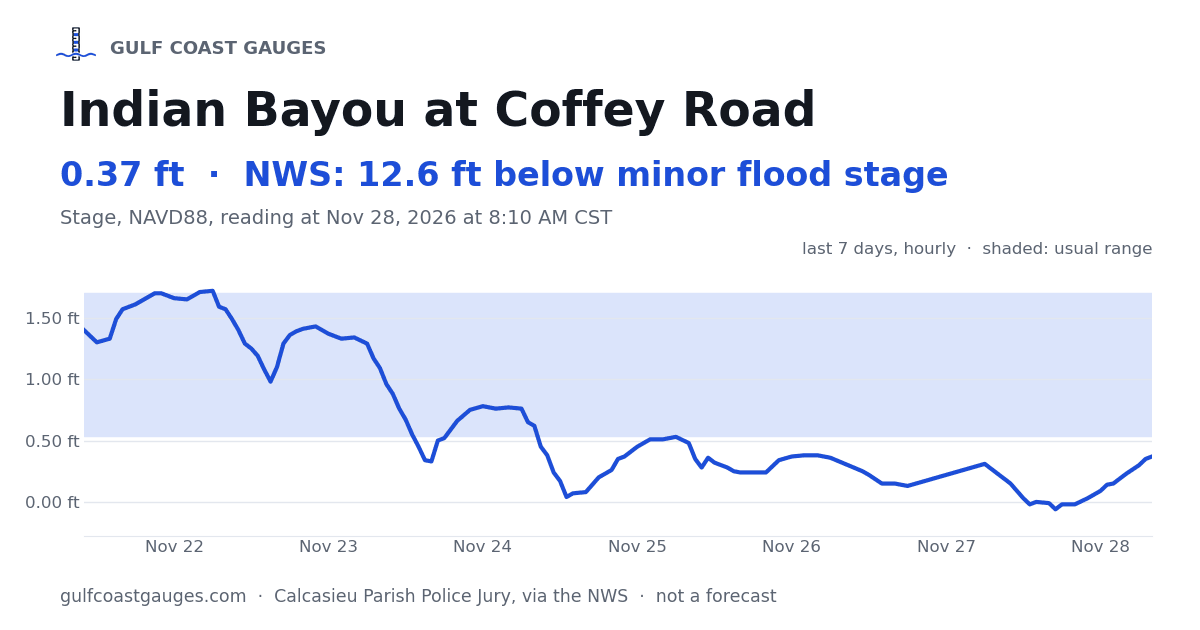 GULF COAST GAUGES
Indian Bayou at Coffey Road
0.37 ft · NWS: 12.6 ft below minor flood stage
Stage, NAVD88, reading at Nov 28, 2026 at 8:10 AM CST
last 7 days, hourly · shaded: usual range
1.50 ft
1.00 ft
0.50 ft
0.00 ft
Nov 22 Nov 23 Nov 24 Nov 25 Nov 26 Nov 27 Nov 28
gulfcoastgauges.com · Calcasieu Parish Police Jury, via the NWS · not a forecast